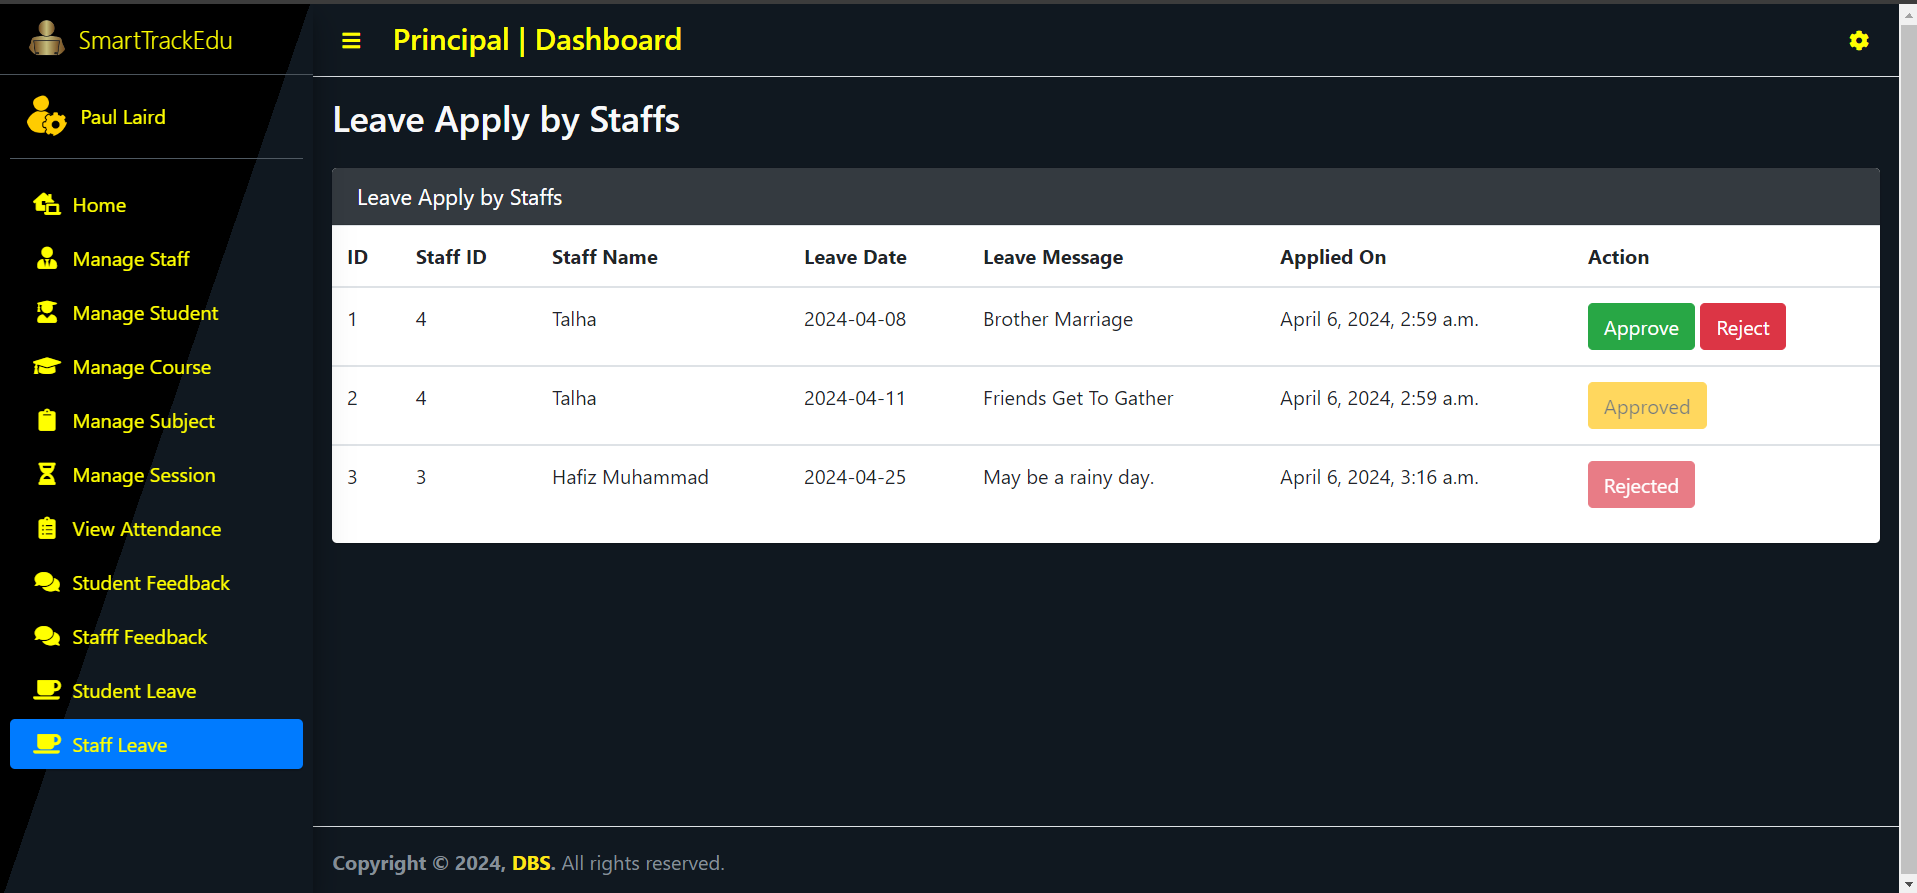 SmartTrackEdu
Principal | Dashboard
Paul Laird
Home
Manage Staff
Manage Student
Manage Course
Manage Subject
Manage Session
View Attendance
Student Feedback
Stafff Feedback
Student Leave
Staff Leave
Leave Apply by Staffs
Leave Apply by Staffs
ID Staff ID Staff Name Leave Date Leave Message Applied On Action
1 4 Talha 2024-04-08 Brother Marriage April 6, 2024, 2:59 a.m. Approve Reject
2 4 Talha 2024-04-11 Friends Get To Gather April 6, 2024, 2:59 a.m. Approved
3 3 Hafiz Muhammad 2024-04-25 May be a rainy day. April 6, 2024, 3:16 a.m. Rejected
Copyright © 2024, DBS. All rights reserved.